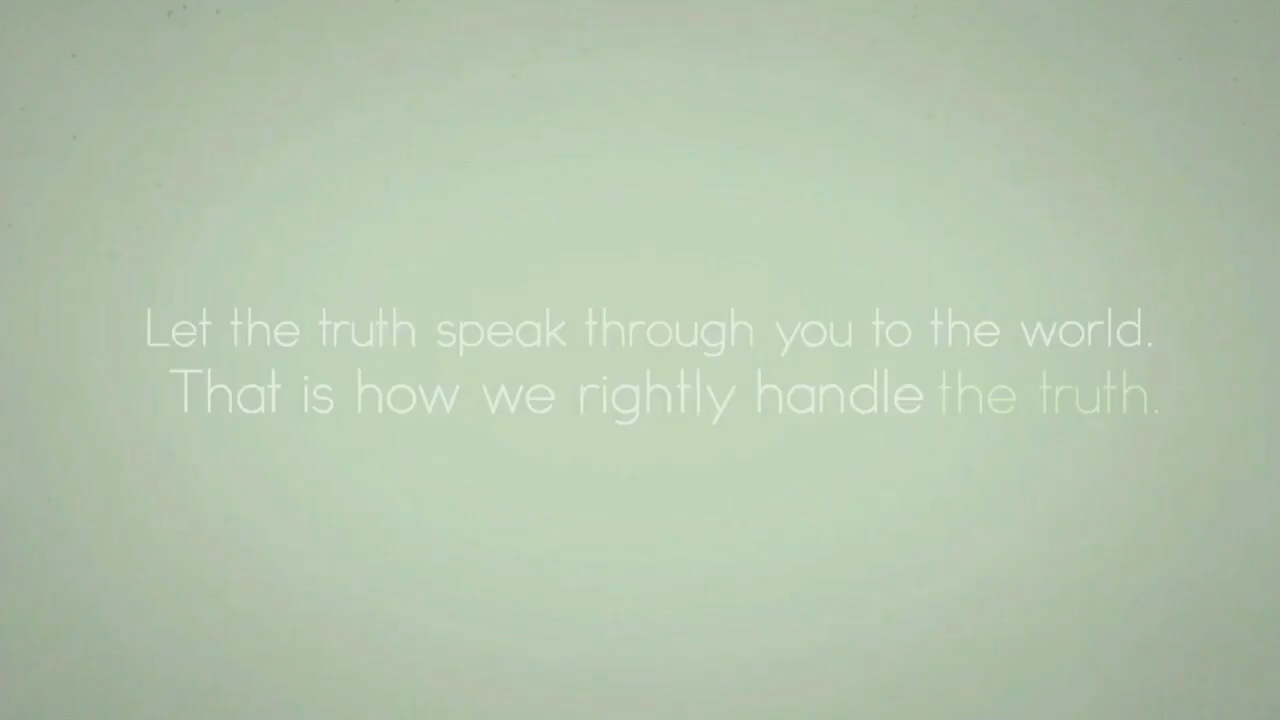 Let the truth speak through you to the world.
That is how we rightly handle the truth.